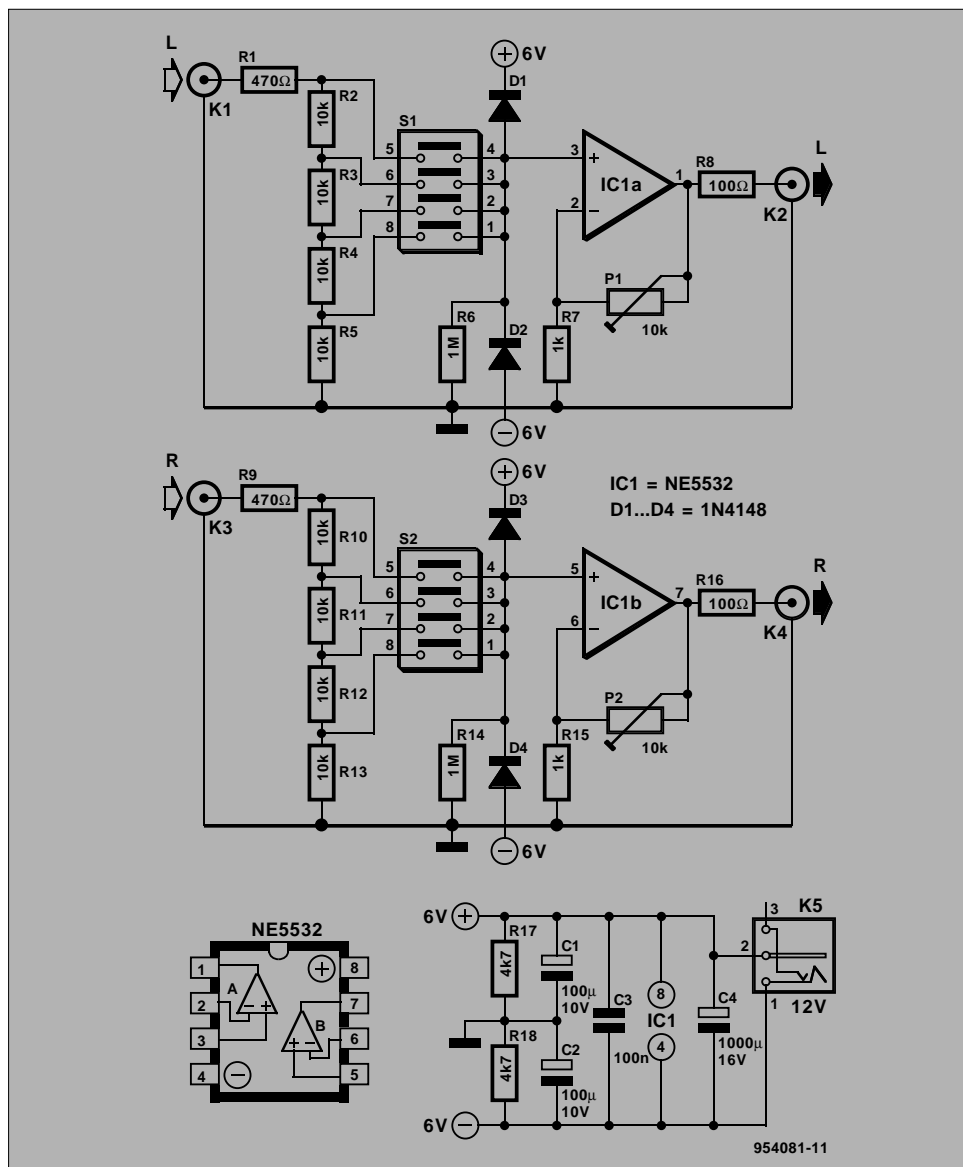 L
R1
470Ω
K1
R2
10k
R3
10k
R4
10k
R5
10k
S1
5 4
6 3
7 2
8 1
+ 6V
D1
R6
1M
D2
− 6V
3 +
2 −
IC1a
1
R8
100Ω
L
K2
P1
10k
R7
1k
R
R9
470Ω
K3
R10
10k
R11
10k
R12
10k
R13
10k
S2
5 4
6 3
7 2
8 1
+ 6V
D3
IC1 = NE5532
D1...D4 = 1N4148
R14
1M
D4
− 6V
5 +
6 −
IC1b
7
R16
100Ω
R
K4
P2
10k
R15
1k
NE5532
1 + 8
2 A − + 7
3 B + − 6
4 − 5
6V +
R17
4k7
C1
100µ
10V
R18
4k7
C2
100µ
10V
C3
100n
8
IC1
4
C4
1000µ
16V
K5
3
2
1
12V
6V −
954081-11